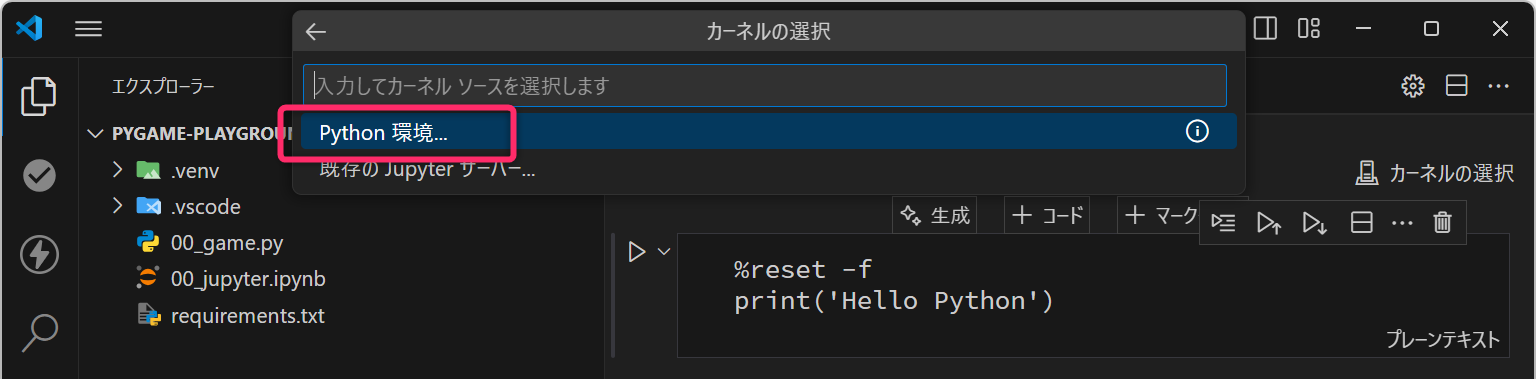 カーネルの選択
入力してカーネル ソースを選択します
Python 環境...
既存の Jupyter サーバー...
エクスプローラー
PYGAME-PLAYGROUN
.venv
.vscode
00_game.py
00_jupyter.ipynb
requirements.txt
カーネルの選択
生成
コード
マーク
%reset -f
print('Hello Python')
プレーンテキスト